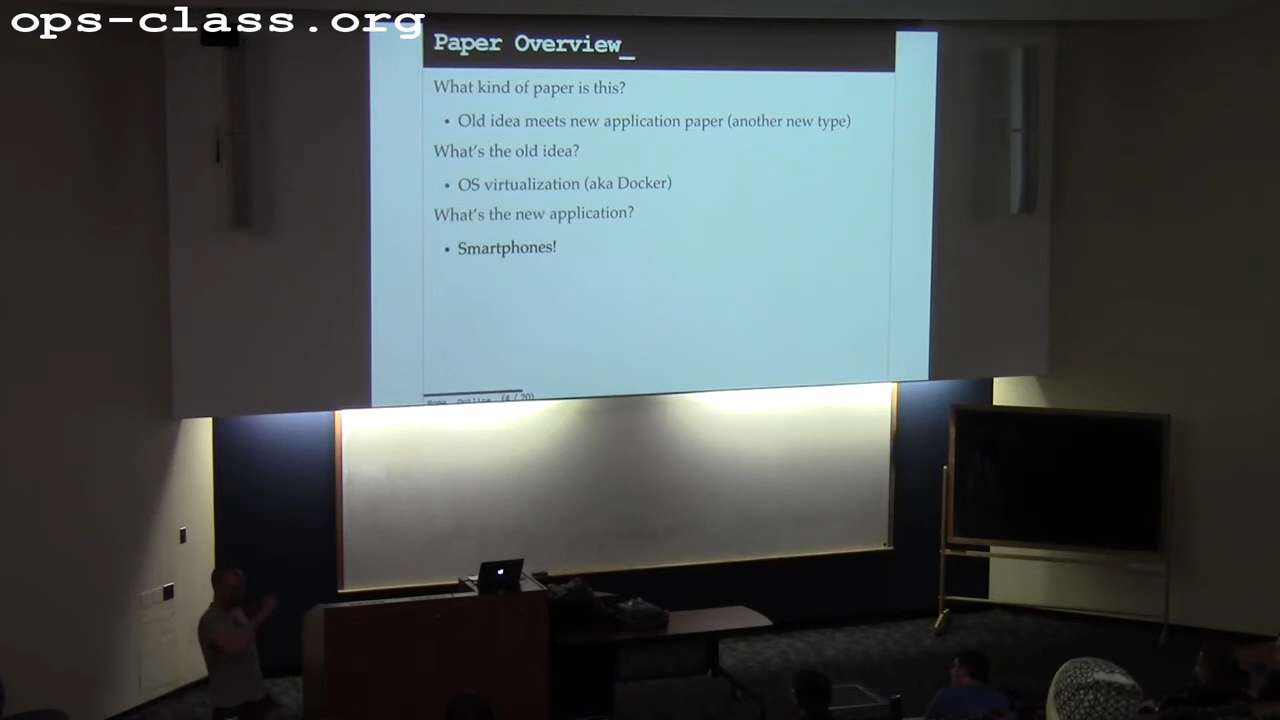 ops-class.org
Paper Overview_
What kind of paper is this?
• Old idea meets new application paper (another new type)
What's the old idea?
• OS virtualization (aka Docker)
What's the new application?
• Smartphones!